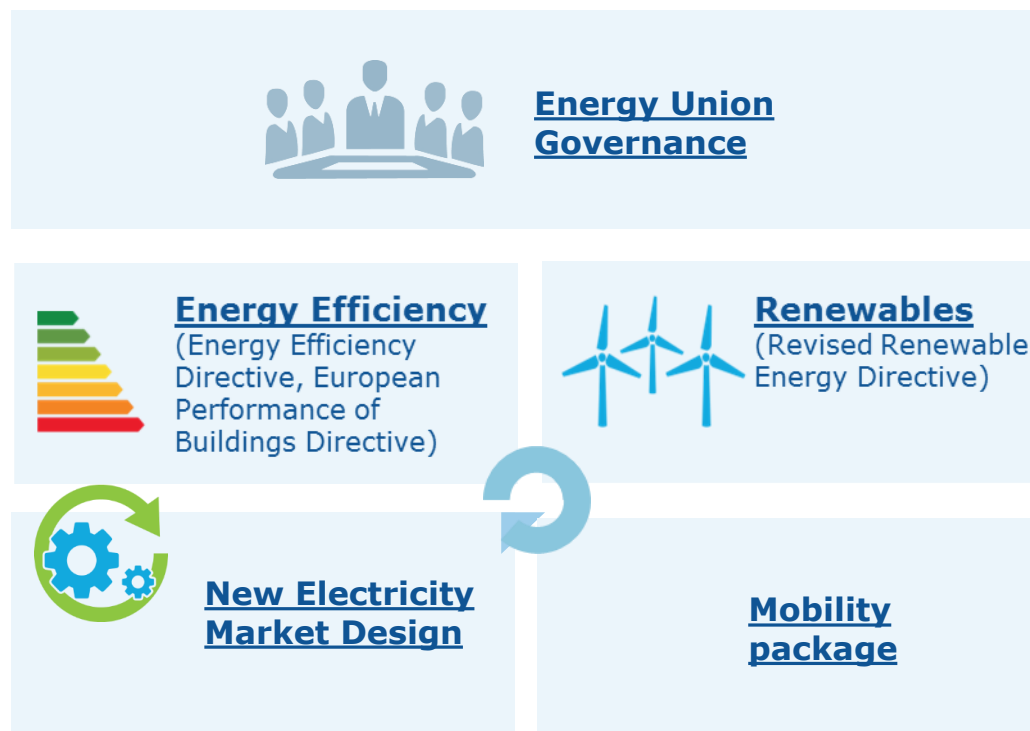 Energy Union
Governance
Energy Efficiency
(Energy Efficiency
Directive, European
Performance of
Buildings Directive)
Renewables
(Revised Renewable
Energy Directive)
New Electricity
Market Design
Mobility
package